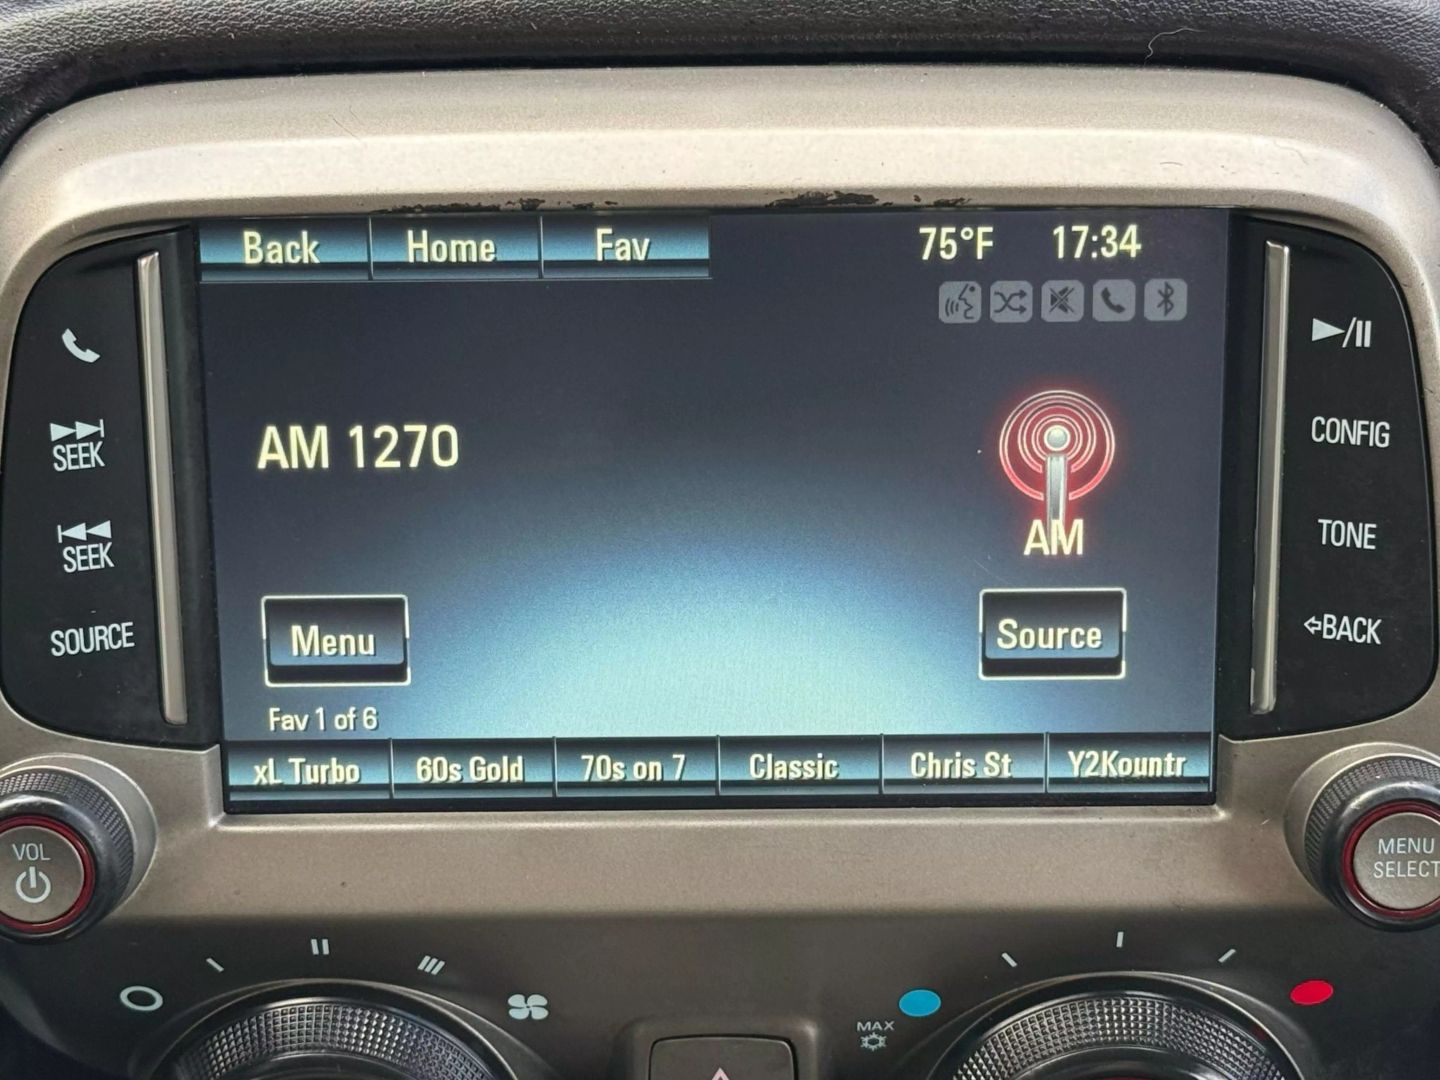 Back Home Fav 75°F 17:34
SEEK
SEEK
SOURCE
AM 1270
AM
Menu
Source
Fav 1 of 6
xL Turbo 60s Gold 70s on 7 Classic Chris St Y2Kountr
CONFIG
TONE
BACK
VOL
MENU
SELECT
MAX